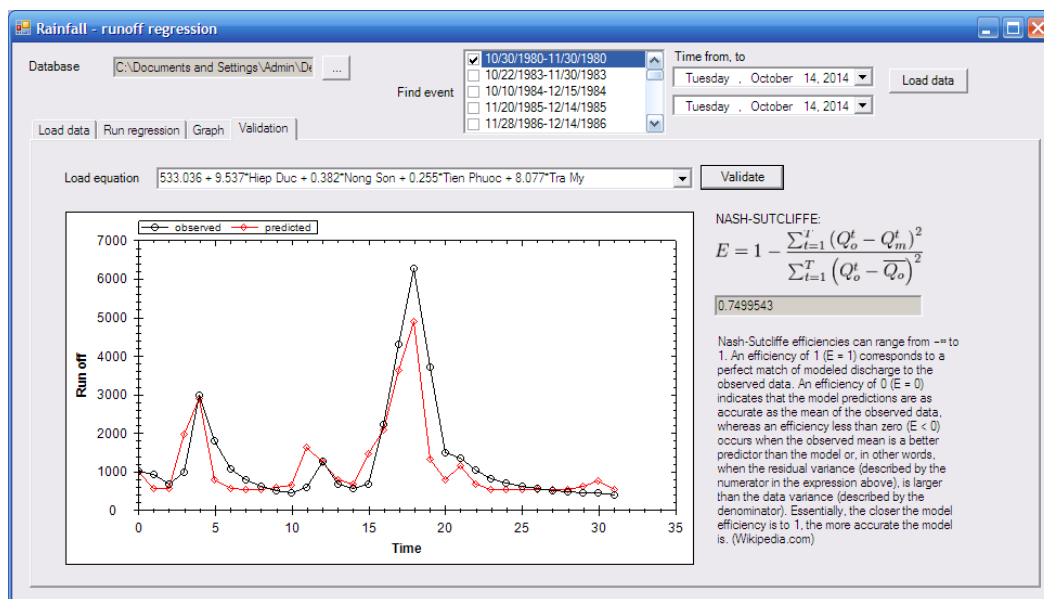 Rainfall - runoff regression
Database
C:\Documents and Settings\Admin\De
...
Find event
10/30/1980-11/30/1980
10/22/1983-11/30/1983
10/10/1984-12/15/1984
11/20/1985-12/14/1985
11/28/1986-12/14/1986
Time from, to
Tuesday , October 14, 2014
Tuesday , October 14, 2014
Load data
Load data
Run regression
Graph
Validation
Load equation
533.036 + 9.537*Hiep Duc + 0.382*Nong Son + 0.255*Tien Phuoc + 8.077*Tra My
Validate
observed
predicted
7000
6000
5000
4000
3000
2000
1000
0
Run off
0 5 10 15 20 25 30 35
Time
NASH-SUTCLIFFE:
E = 1 - \frac{\sum_{t=1}^{T} (Q_o^t - Q_m^t)^2}{\sum_{t=1}^{T} (Q_o^t - \overline{Q_o})^2}
0.7499543
Nash-Sutcliffe efficiencies can range from -∞ to
1. An efficiency of 1 (E = 1) corresponds to a
perfect match of modeled discharge to the
observed data. An efficiency of 0 (E = 0)
indicates that the model predictions are as
accurate as the mean of the observed data,
whereas an efficiency less than zero (E < 0)
occurs when the observed mean is a better
predictor than the model or, in other words,
when the residual variance (described by the
numerator in the expression above), is larger
than the data variance (described by the
denominator). Essentially, the closer the model
efficiency is to 1, the more accurate the model
is. (Wikipedia.com)